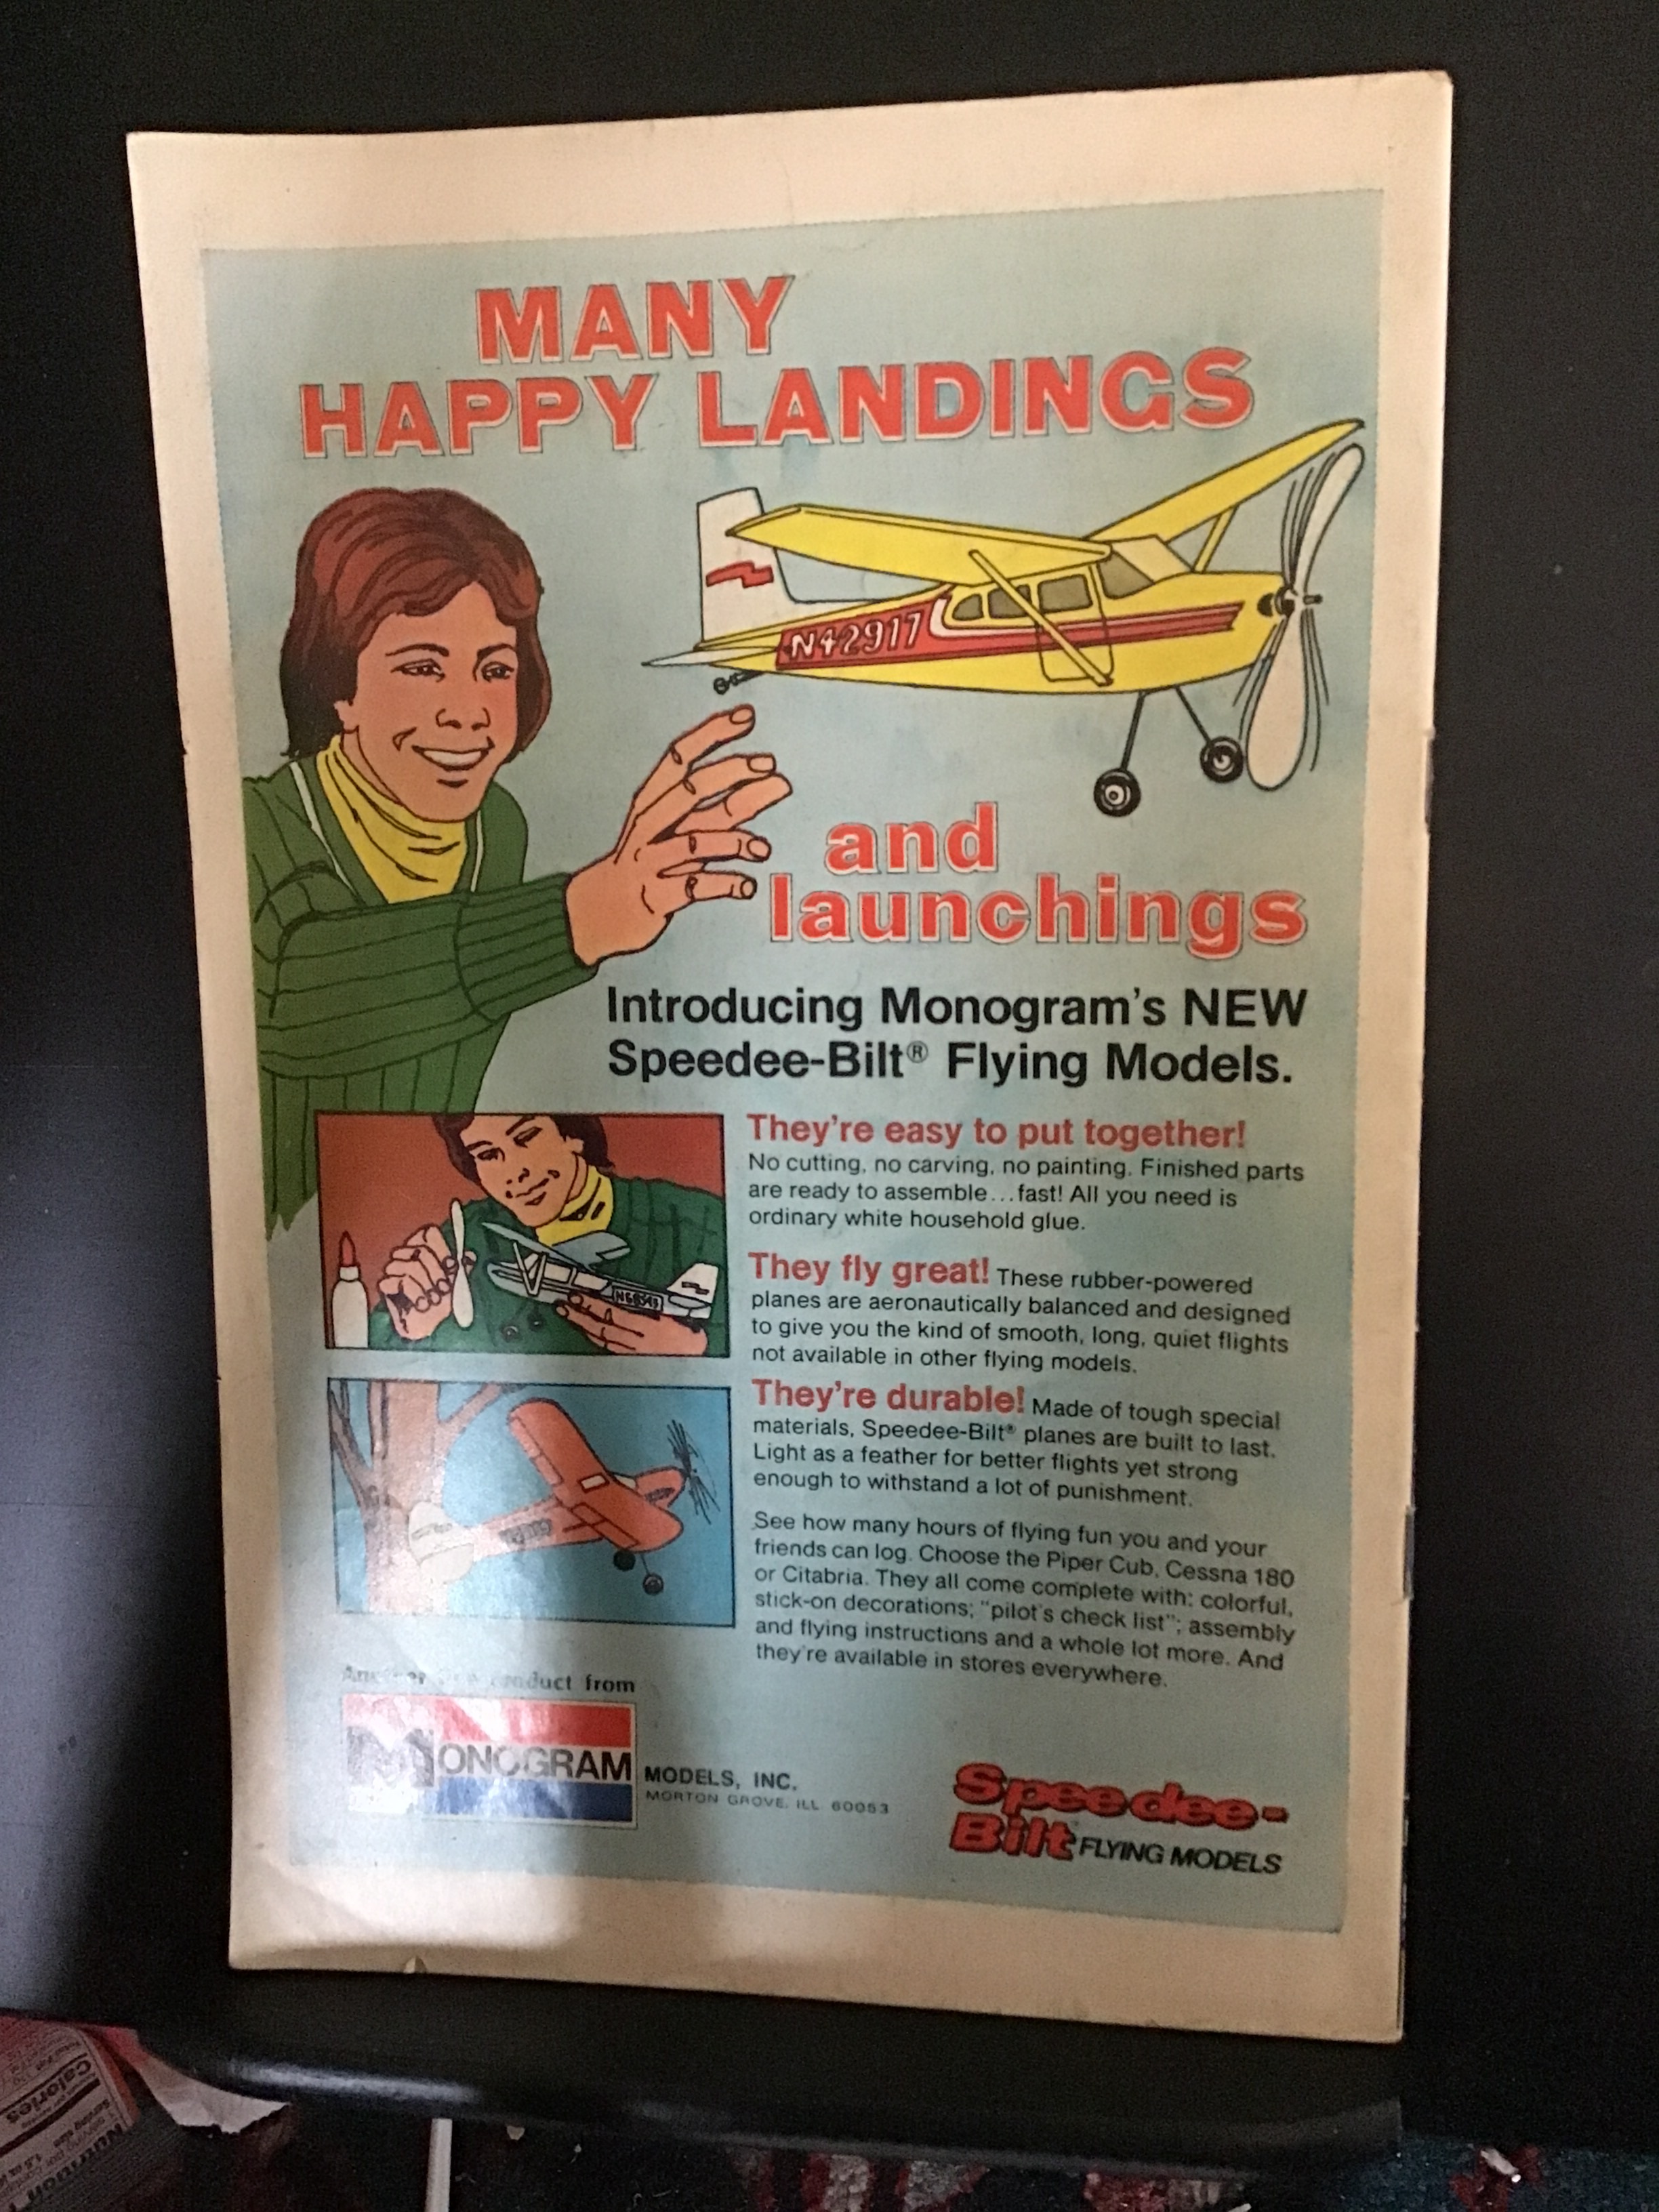 MANY
HAPPY LANDINGS
N42917
and
launchings
Introducing Monogram's NEW
Speedee-Bilt® Flying Models.
They're easy to put together!
No cutting, no carving, no painting. Finished parts
are ready to assemble...fast! All you need is
ordinary white household glue.
They fly great! These rubber-powered
planes are aeronautically balanced and designed
to give you the kind of smooth, long, quiet flights
not available in other flying models.
They're durable! Made of tough special
materials, Speedee-Bilt® planes are built to last.
Light as a feather for better flights yet strong
enough to withstand a lot of punishment.
See how many hours of flying fun you and your
friends can log. Choose the Piper Cub, Cessna 180
or Citabria. They all come complete with: colorful,
stick-on decorations; "pilot's check list"; assembly
and flying instructions and a whole lot more. And
they're available in stores everywhere.
Another product from
MONOGRAM
MODELS, INC.
MORTON GROVE, ILL 60053
Speedee-
Bilt FLYING MODELS
Calories
Serving size